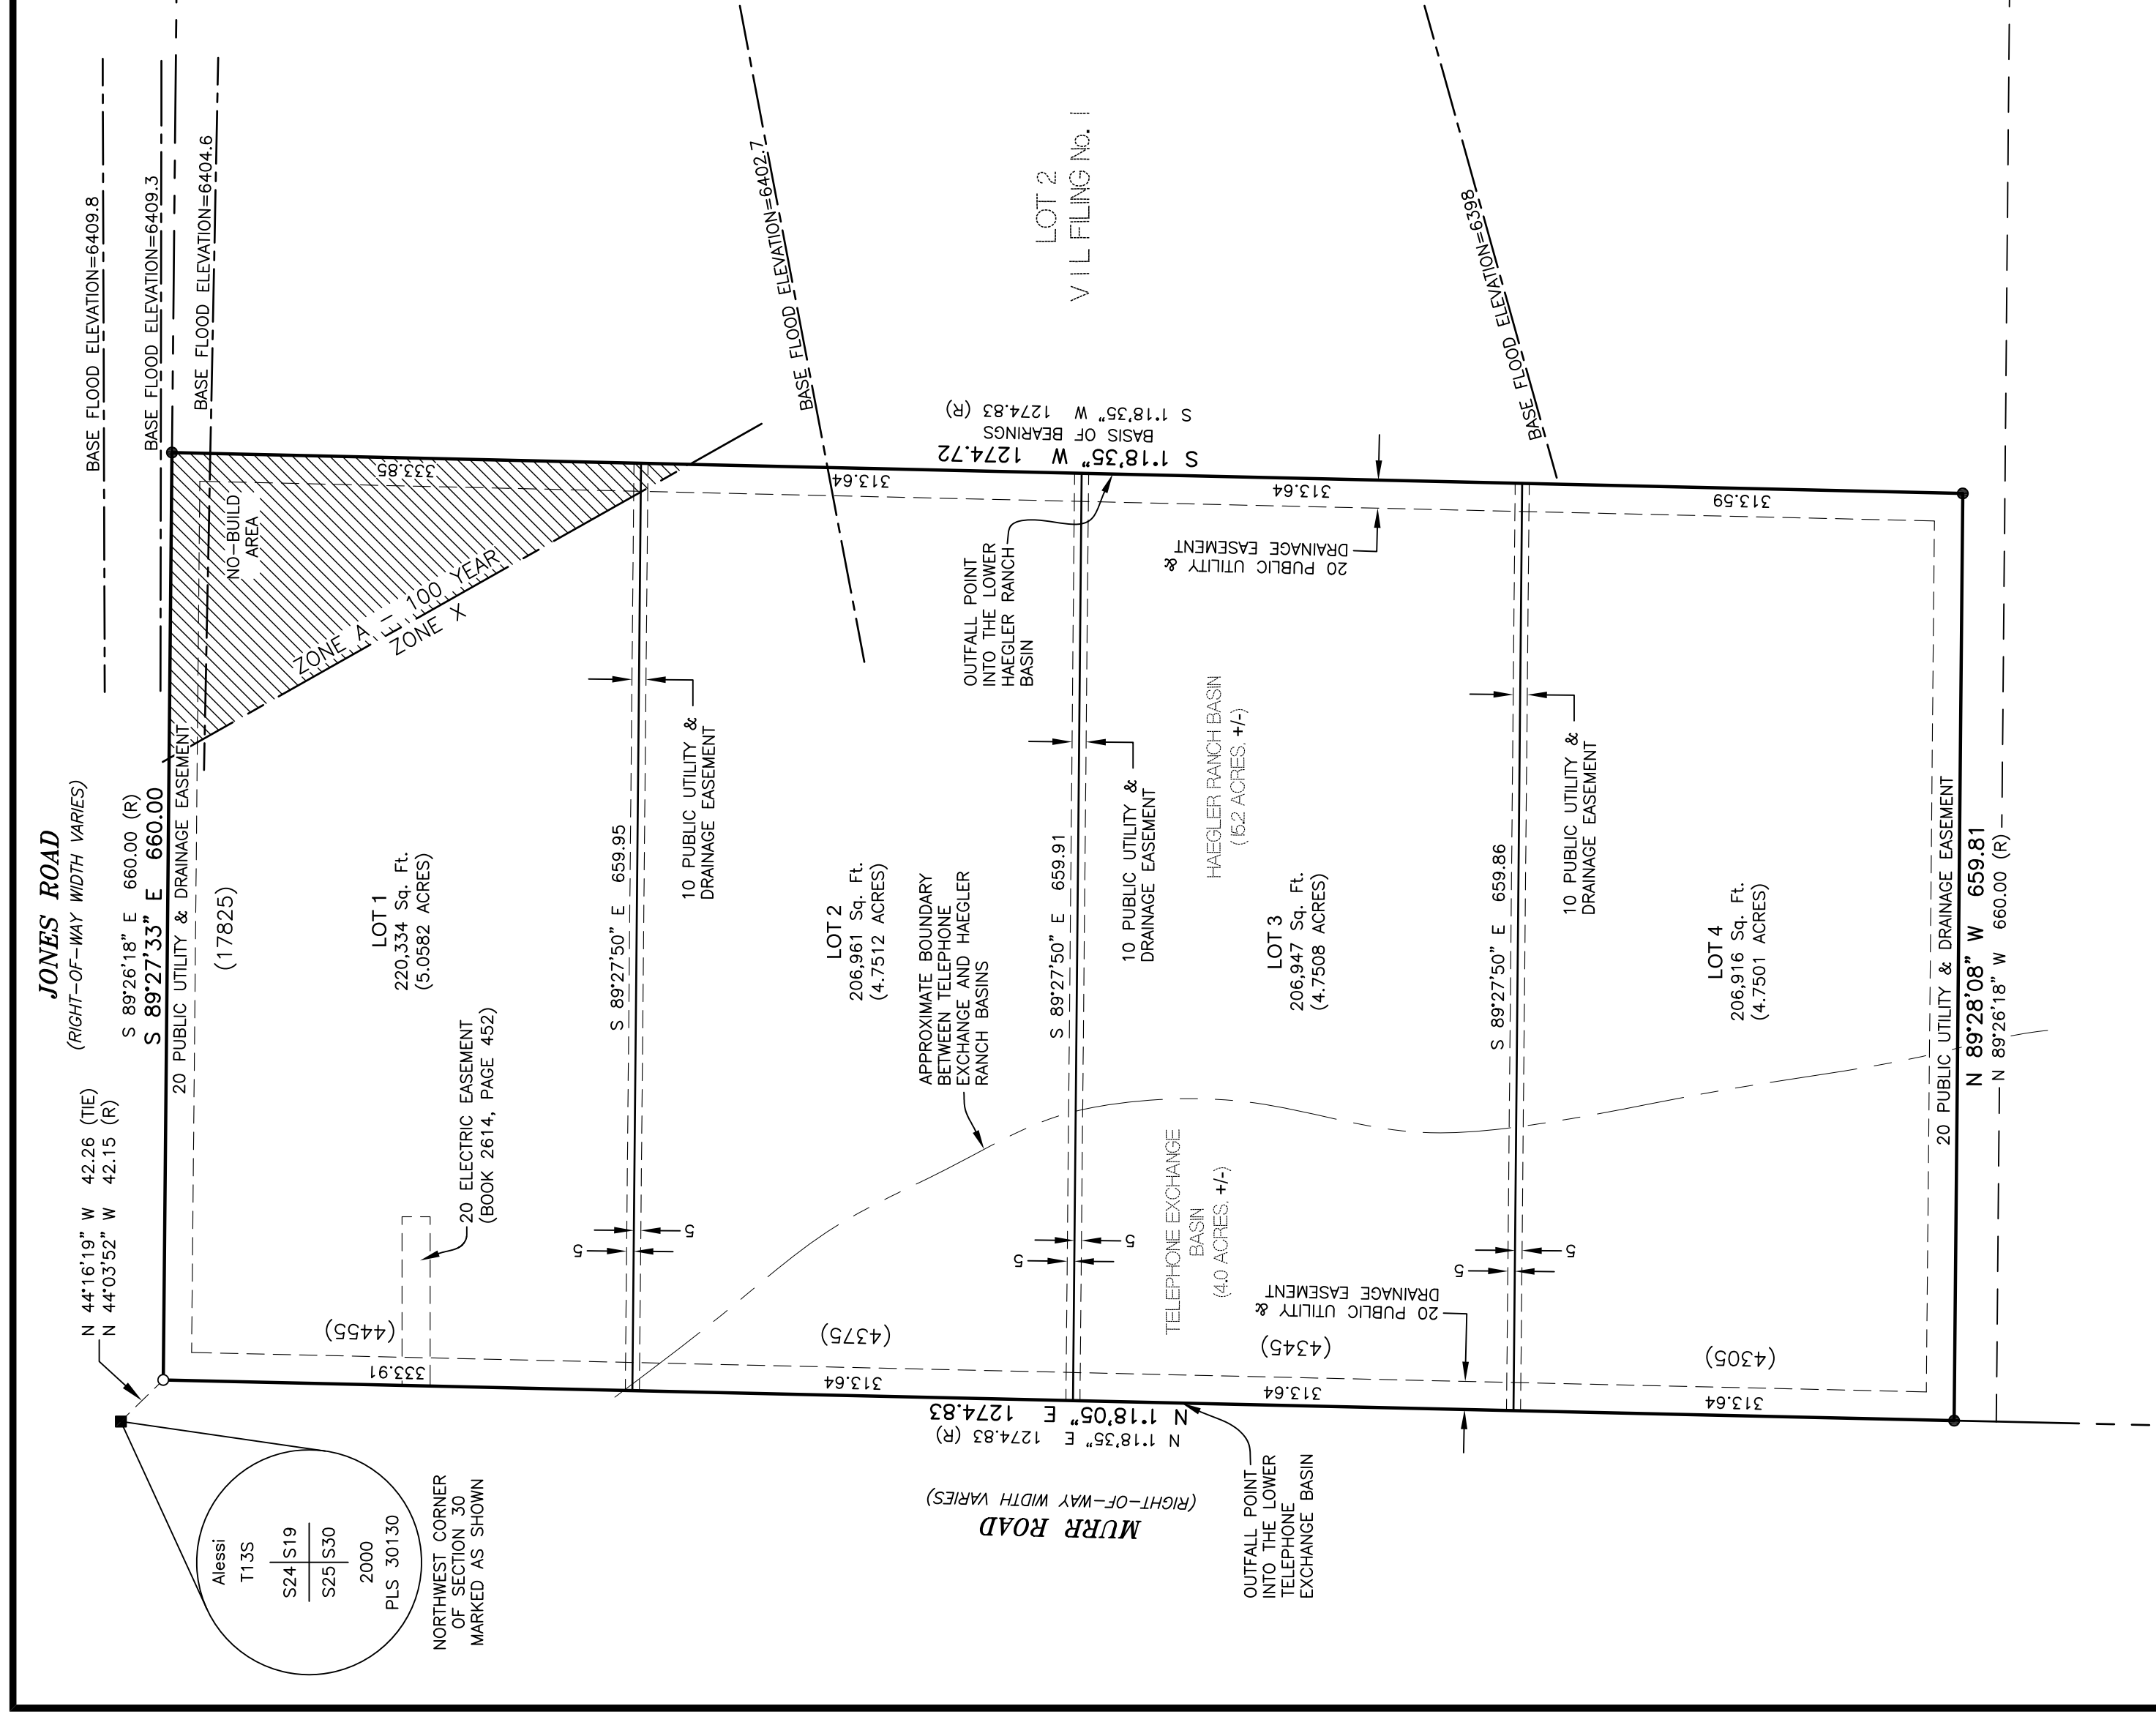 JONES ROAD
(RIGHT-OF-WAY WIDTH VARIES)
N 44°16'19" W 42.26 (TIE)
N 44°03'52" W 42.15 (R)
S 89°26'18" E 660.00 (R)
S 89°27'33" E 660.00
20 PUBLIC UTILITY & DRAINAGE EASEMENT
(17825)
BASE FLOOD ELEVATION=6409.8
BASE FLOOD ELEVATION=6409.3
BASE FLOOD ELEVATION=6404.6
NO-BUILD
AREA
ZONE A - 100 YEAR
ZONE X
333.85
LOT 1
220,334 Sq. Ft.
(5.0582 ACRES)
20 ELECTRIC EASEMENT
(BOOK 2614, PAGE 452)
(4455)
333.91
Alessi
T13S
S24 S19
S25 S30
2000
PLS 30130
NORTHWEST CORNER
OF SECTION 30
MARKED AS SHOWN
S 89°27'50" E 659.95
5
5
10 PUBLIC UTILITY &
DRAINAGE EASEMENT
BASE FLOOD ELEVATION=6402.7
313.64
LOT 2
206,961 Sq. Ft.
(4.7512 ACRES)
(4375)
313.64
APPROXIMATE BOUNDARY
BETWEEN TELEPHONE
EXCHANGE AND HAEGLER
RANCH BASINS
OUTFALL POINT
INTO THE LOWER
HAEGLER RANCH
BASIN
S 1°18'35" W 1274.72
BASIS OF BEARINGS
S 1°18'35" W 1274.83 (R)
LOT 2
V I L FILING No. 1
N 1°18'05" E 1274.83
N 1°18'35" E 1274.83 (R)
(RIGHT-OF-WAY WIDTH VARIES)
MURR ROAD
S 89°27'50" E 659.91
5
5
10 PUBLIC UTILITY &
DRAINAGE EASEMENT
20 PUBLIC UTILITY &
DRAINAGE EASEMENT
HAEGLER RANCH BASIN
(15.2 ACRES. +/-)
TELEPHONE EXCHANGE
BASIN
(4.0 ACRES. +/-)
313.64
LOT 3
206,947 Sq. Ft.
(4.7508 ACRES)
(4345)
313.64
20 PUBLIC UTILITY &
DRAINAGE EASEMENT
OUTFALL POINT
INTO THE LOWER
TELEPHONE
EXCHANGE BASIN
BASE FLOOD ELEVATION=6398
S 89°27'50" E 659.86
5
5
10 PUBLIC UTILITY &
DRAINAGE EASEMENT
313.59
LOT 4
206,916 Sq. Ft.
(4.7501 ACRES)
(4305)
313.64
20 PUBLIC UTILITY & DRAINAGE EASEMENT
N 89°28'08" W 659.81
N 89°26'18" W 660.00 (R)